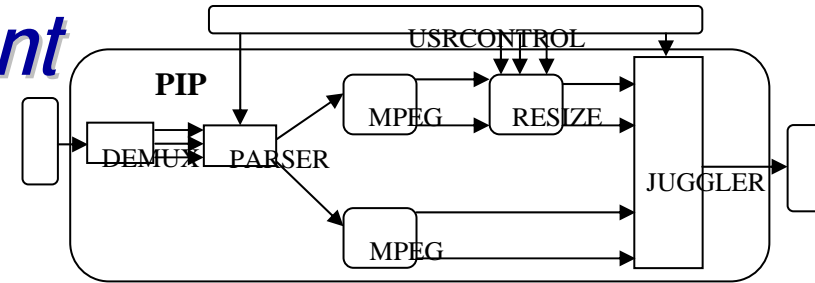 nt
USRCONTROL
PIP
MPEG
RESIZE
DEMUX
PARSER
JUGGLER
MPEG